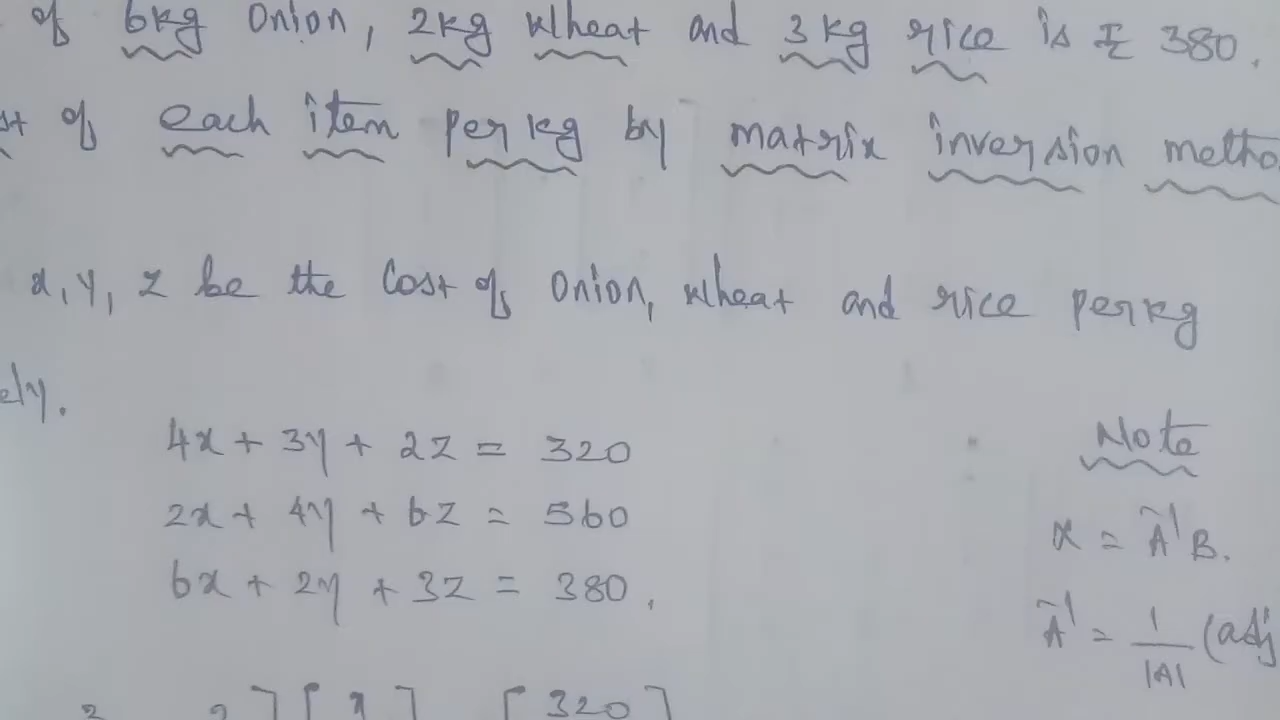 of 6kg onion, 2kg wheat and 3kg rice is ₹ 380.
of each item per kg by matrix inversion
x, y, z be the cost of onion, wheat and rice per kg
4x + 3y + 2z = 320
2x + 4y + 6z = 560
6x + 2y + 3z = 380.
Note
x = A⁻¹B.
A⁻¹ = 1/|A| (adj
[x] [320]